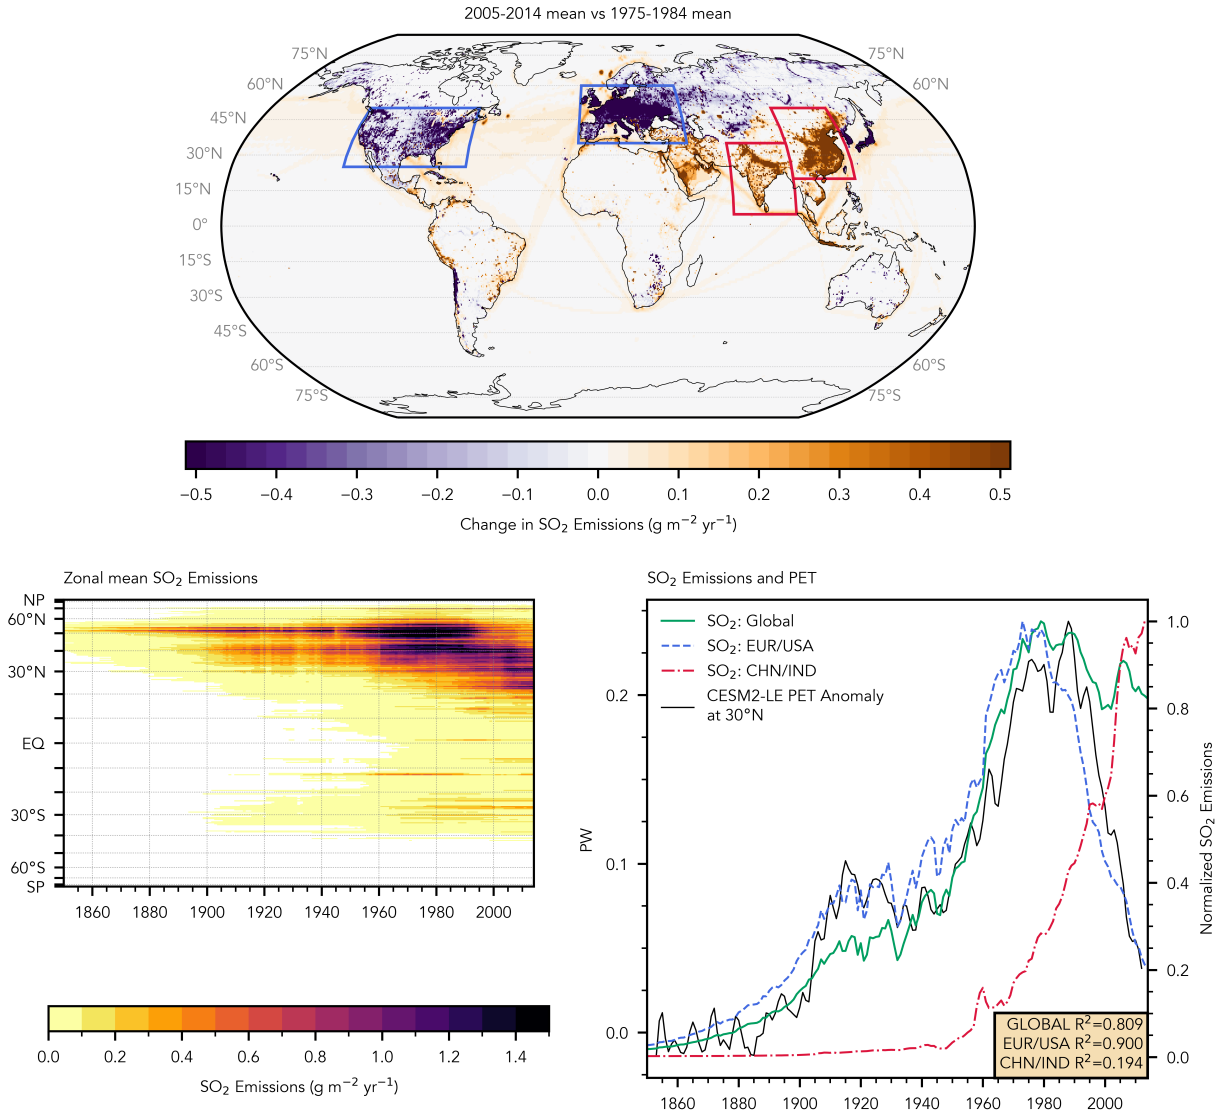 2005-2014 mean vs 1975-1984 mean
75°N 75°N
60°N 60°N
45°N 45°N
30°N 30°N
15°N 15°N
0° 0°
15°S 15°S
30°S 30°S
45°S 45°S
60°S 60°S
75°S 75°S
−0.5 −0.4 −0.3 −0.2 −0.1 0.0 0.1 0.2 0.3 0.4 0.5
Change in SO₂ Emissions (g m⁻² yr⁻¹)
Zonal mean SO₂ Emissions
NP
60°N
30°N
EQ
30°S
60°S
SP
1860 1880 1900 1920 1940 1960 1980 2000
0.0 0.2 0.4 0.6 0.8 1.0 1.2 1.4
SO₂ Emissions (g m⁻² yr⁻¹)
SO₂ Emissions and PET
SO₂: Global
SO₂: EUR/USA
SO₂: CHN/IND
CESM2-LE PET Anomaly
at 30°N
PW
0.2
0.1
0.0
1.0
0.8
0.6
0.4
0.2
0.0
Normalized SO₂ Emissions
GLOBAL R²=0.809
EUR/USA R²=0.900
CHN/IND R²=0.194
1860 1880 1900 1920 1940 1960 1980 2000